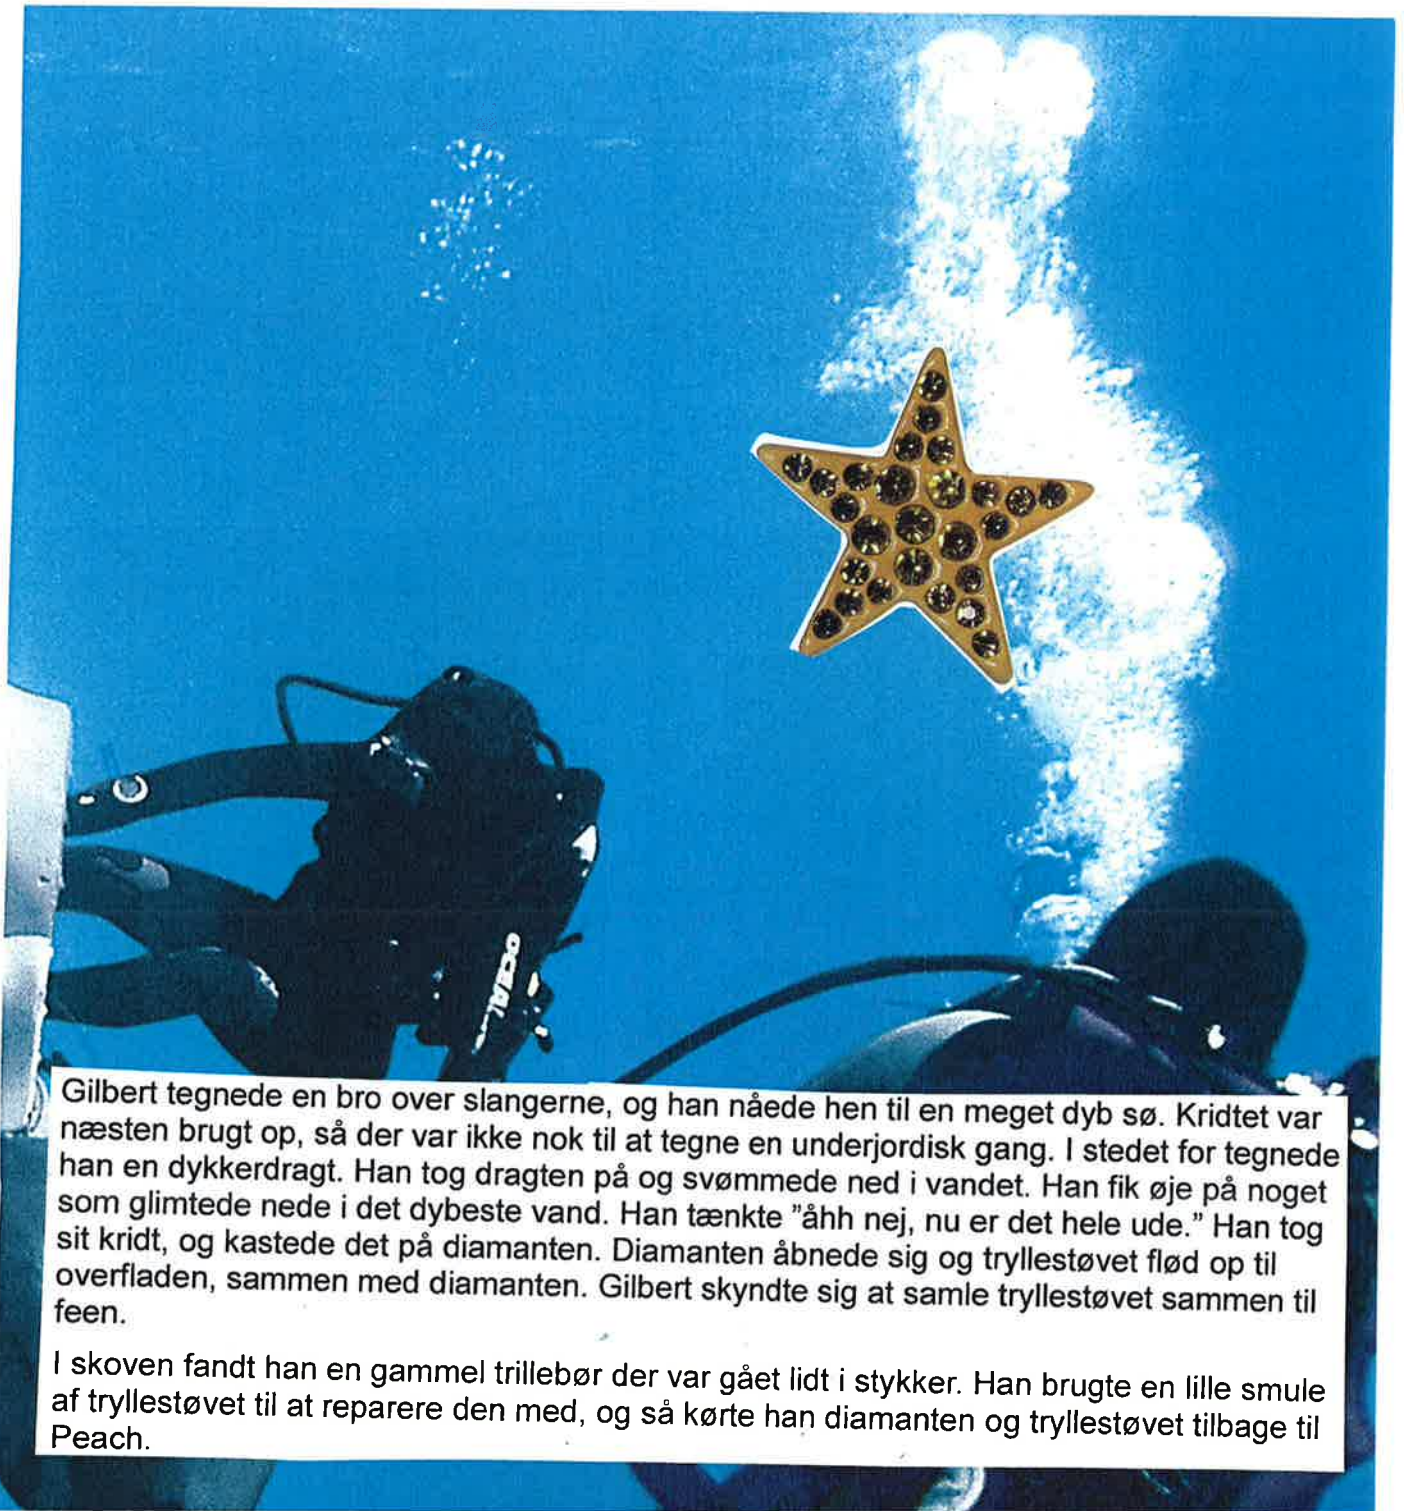 OCEAN
Gilbert tegnede en bro over slangerne, og han nåede hen til en meget dyb sø. Kridtet var
næsten brugt op, så der var ikke nok til at tegne en underjordisk gang. I stedet for tegnede
han en dykkerdragt. Han tog dragten på og svømmede ned i vandet. Han fik øje på noget
som glimtede nede i det dybeste vand. Han tænkte ”åhh nej, nu er det hele ude.” Han tog
sit kridt, og kastede det på diamanten. Diamanten åbnede sig og tryllestøvet flød op til
overfladen, sammen med diamanten. Gilbert skyndte sig at samle tryllestøvet sammen til
feen.
I skoven fandt han en gammel trillebør der var gået lidt i stykker. Han brugte en lille smule
af tryllestøvet til at reparere den med, og så kørte han diamanten og tryllestøvet tilbage til
Peach.